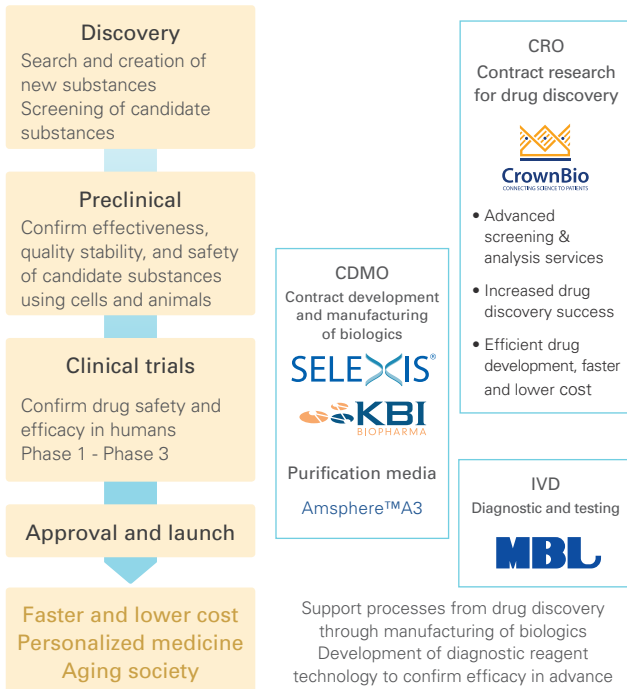 Discovery
Search and creation of
new substances
Screening of candidate
substances
Preclinical
Confirm effectiveness,
quality stability, and safety
of candidate substances
using cells and animals
Clinical trials
Confirm drug safety and
efficacy in humans
Phase 1 - Phase 3
Approval and launch
Faster and lower cost
Personalized medicine
Aging society
CDMO
Contract development
and manufacturing
of biologics
SELEXIS®
KBI
BIOPHARMA
Purification media
Amsphere™A3
CRO
Contract research
for drug discovery
CrownBio
CONNECTING SCIENCE TO PATIENTS
• Advanced
screening &
analysis services
• Increased drug
discovery success
• Efficient drug
development, faster
and lower cost
IVD
Diagnostic and testing
MBL
Support processes from drug discovery
through manufacturing of biologics
Development of diagnostic reagent
technology to confirm efficacy in advance